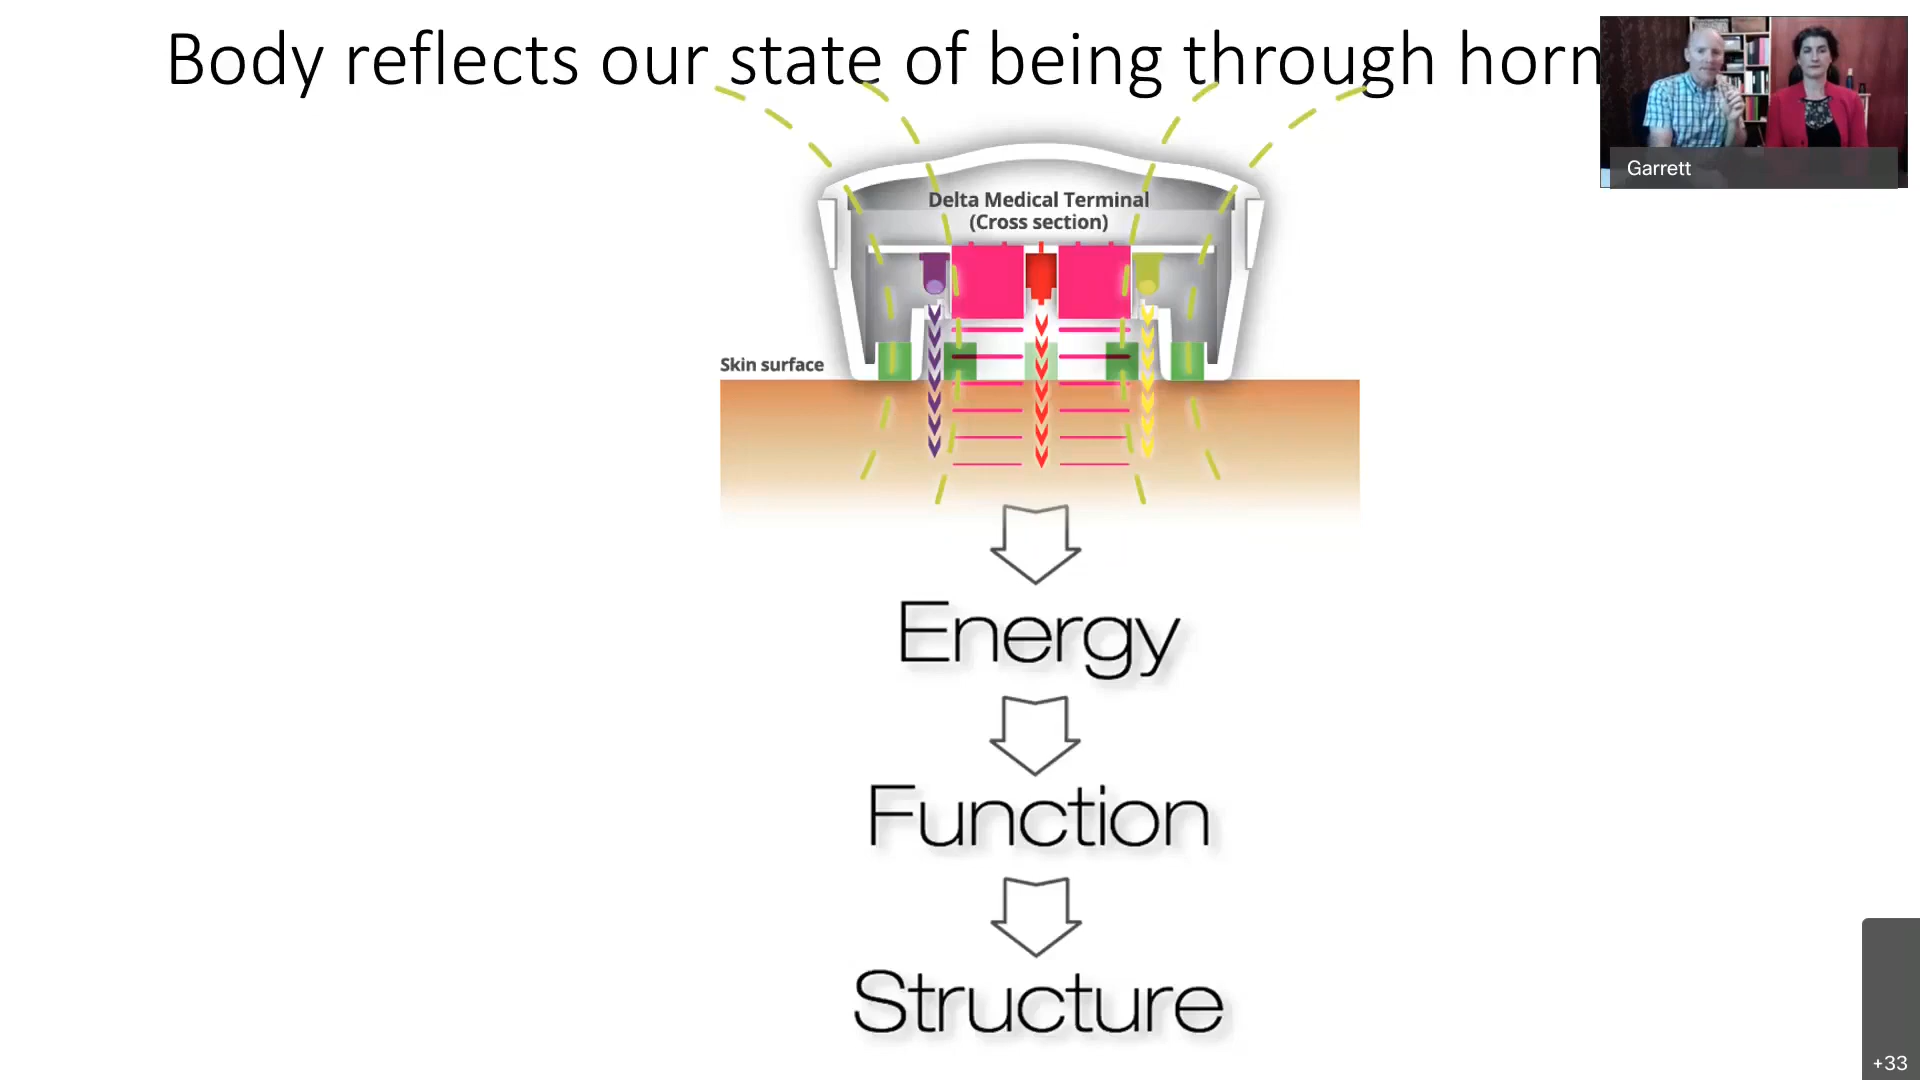 Body reflects our state of being through horm
Garrett
Delta Medical Terminal
(Cross section)
Skin surface
Energy
Function
Structure
+33